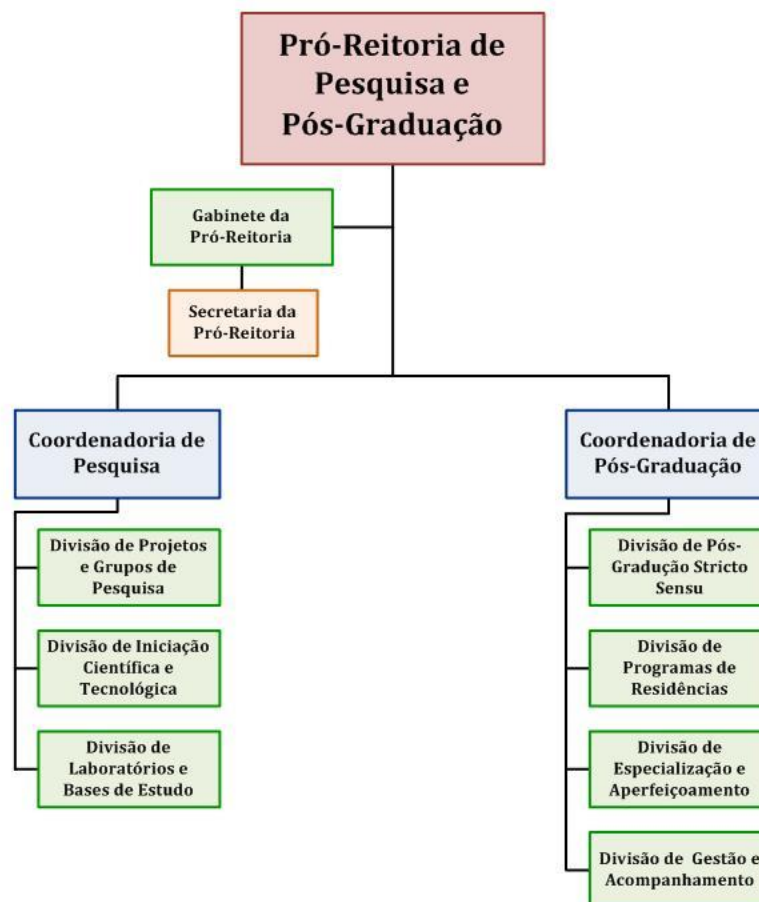 Pró-Reitoria de
Pesquisa e
Pós-Graduação
Gabinete da
Pró-Reitoria
Secretaria da
Pró-Reitoria
Coordenadoria de
Pesquisa
Divisão de Projetos
e Grupos de
Pesquisa
Divisão de Iniciação
Científica e
Tecnológica
Divisão de
Laboratórios e
Bases de Estudo
Coordenadoria de
Pós-Graduação
Divisão de Pós-
Gradução Stricto
Sensu
Divisão de
Programas de
Residências
Divisão de
Especialização e
Aperfeiçoamento
Divisão de Gestão e
Acompanhamento